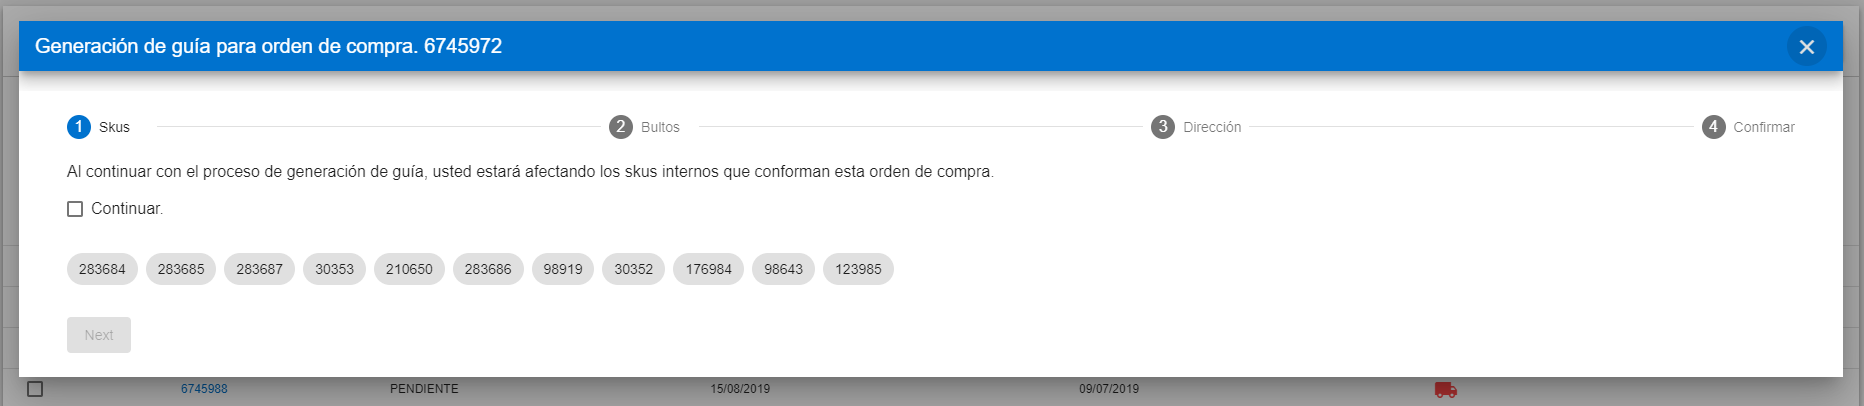 Generación de guía para orden de compra. 6745972
1 Skus 2 Bultos 3 Dirección 4 Confirmar
Al continuar con el proceso de generación de guía, usted estará afectando los skus internos que conforman esta orden de compra.
Continuar.
283684 283685 283687 30353 210650 283686 98919 30352 176984 98643 123985
Next
6745988 PENDIENTE 15/08/2019 09/07/2019